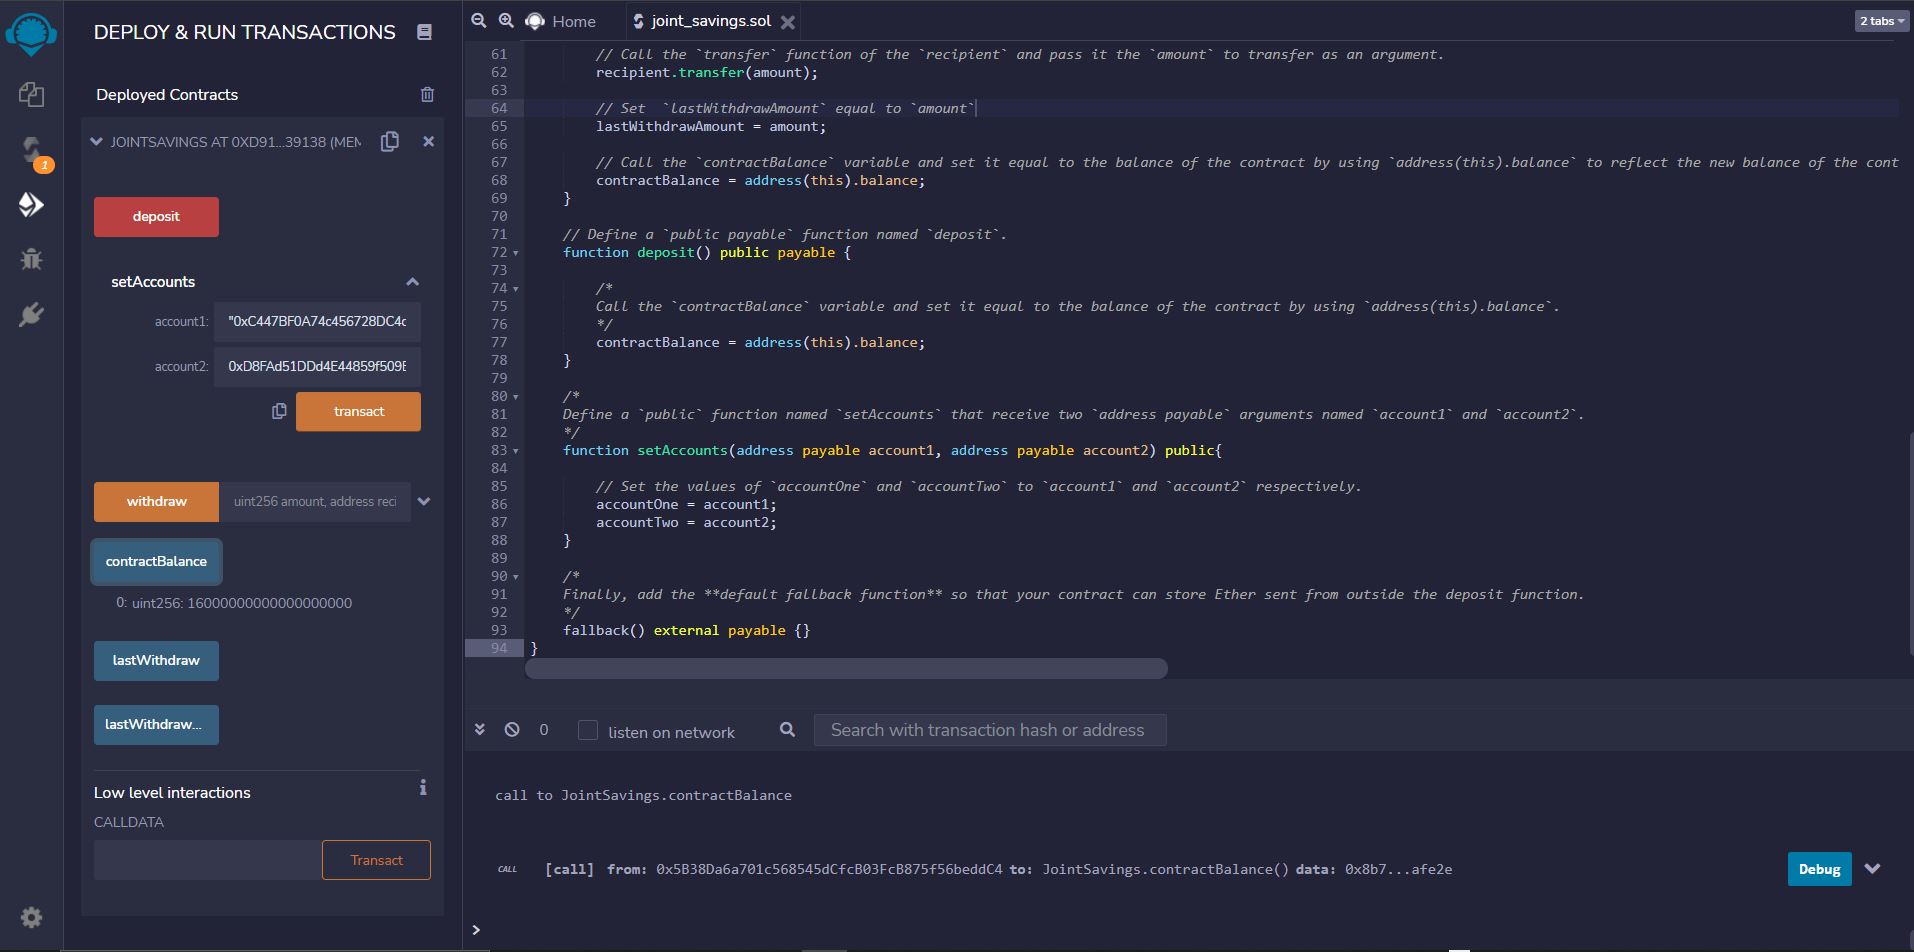 DEPLOY & RUN TRANSACTIONS
Deployed Contracts
JOINTSAVINGS AT 0XD91...39138 (MEM
1
deposit
setAccounts
account1: "0xC447BF0A74c456728DC4c
account2: 0xD8FAd51DDd4E44859f509E
transact
withdraw uint256 amount, address reci
contractBalance
0: uint256: 16000000000000000000
lastWithdraw
lastWithdraw...
Low level interactions
CALLDATA
Transact
Home joint_savings.sol 2 tabs
61 // Call the `transfer` function of the `recipient` and pass it the `amount` to transfer as an argument.
62 recipient.transfer(amount);
63
64 // Set  `lastWithdrawAmount` equal to `amount`
65 lastWithdrawAmount = amount;
66
67 // Call the `contractBalance` variable and set it equal to the balance of the contract by using `address(this).balance` to reflect the new balance of the cont
68 contractBalance = address(this).balance;
69 }
70
71 // Define a `public payable` function named `deposit`.
72 function deposit() public payable {
73
74 /*
75 Call the `contractBalance` variable and set it equal to the balance of the contract by using `address(this).balance`.
76 */
77 contractBalance = address(this).balance;
78 }
79
80 /*
81 Define a `public` function named `setAccounts` that receive two `address payable` arguments named `account1` and `account2`.
82 */
83 function setAccounts(address payable account1, address payable account2) public{
84
85 // Set the values of `accountOne` and `accountTwo` to `account1` and `account2` respectively.
86 accountOne = account1;
87 accountTwo = account2;
88 }
89
90 /*
91 Finally, add the **default fallback function** so that your contract can store Ether sent from outside the deposit function.
92 */
93 fallback() external payable {}
94 }
0 listen on network Search with transaction hash or address
call to JointSavings.contractBalance
CALL [call] from: 0x5B38Da6a701c568545dCfcB03FcB875f56beddC4 to: JointSavings.contractBalance() data: 0x8b7...afe2e Debug
>